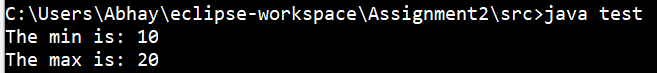 C:\Users\Abhay\eclipse-workspace\Assignment2\src>java test
The min is: 10
The max is: 20